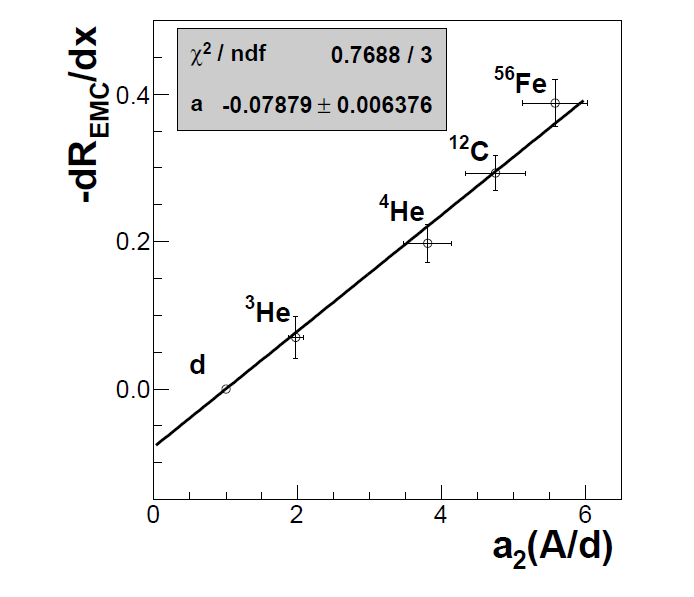 χ² / ndf 0.7688 / 3
a -0.07879 ± 0.006376
-dR_EMC/dx
⁵⁶Fe
0.4
¹²C
⁴He
0.2
³He
d
0.0
0 2 4 6
a₂(A/d)